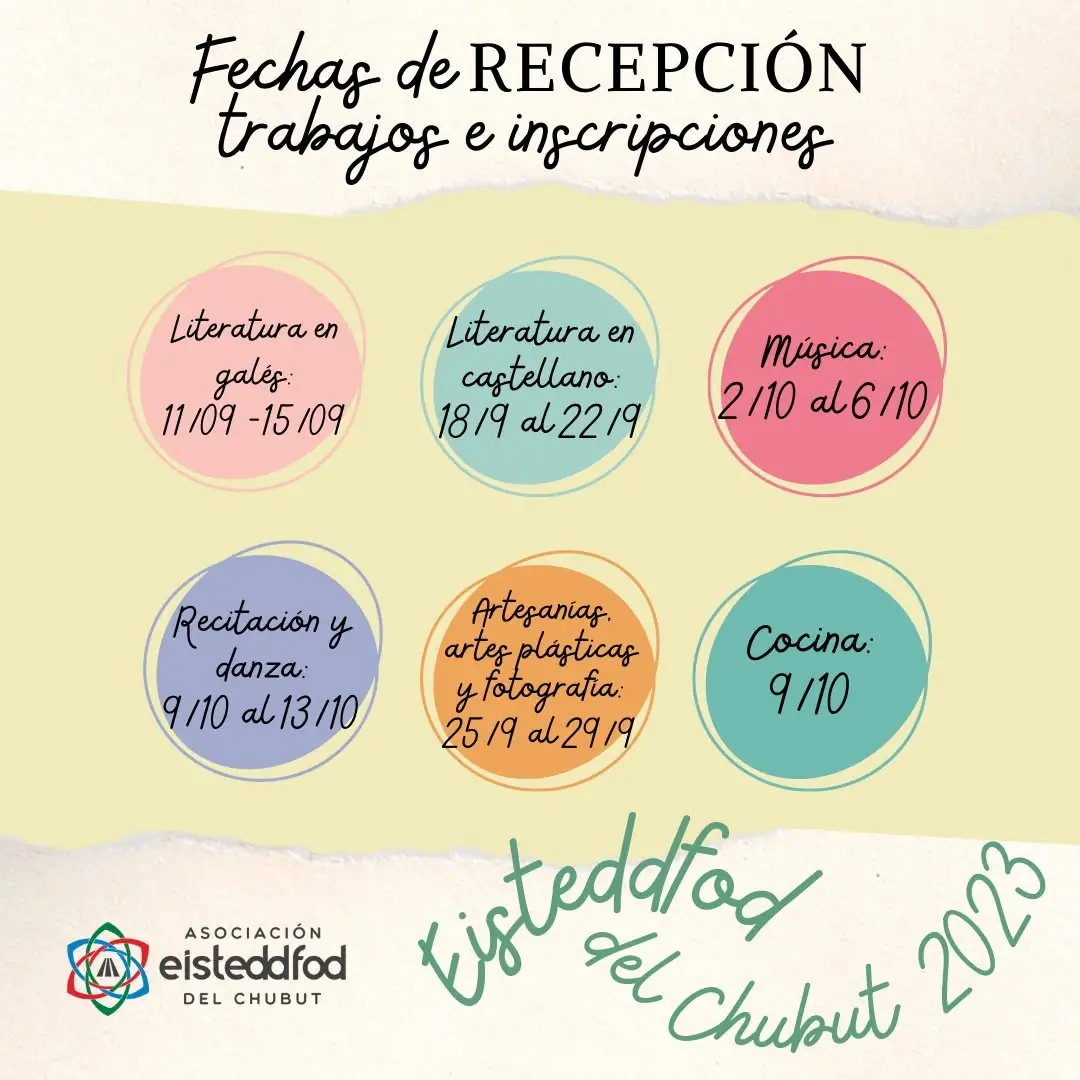 Fechas de RECEPCIÓN
trabajos e inscripciones
Literatura en
galés:
11/09 -15/09
Literatura en
castellano:
18/9 al 22/9
Música:
2/10 al 6/10
Recitación y
danza:
9/10 al 13/10
Artesanías,
artes plásticas
y fotografía:
25/9 al 29/9
Cocina:
9/10
ASOCIACIÓN
eisteddfod
DEL CHUBUT
Eisteddfod
del Chubut 2023